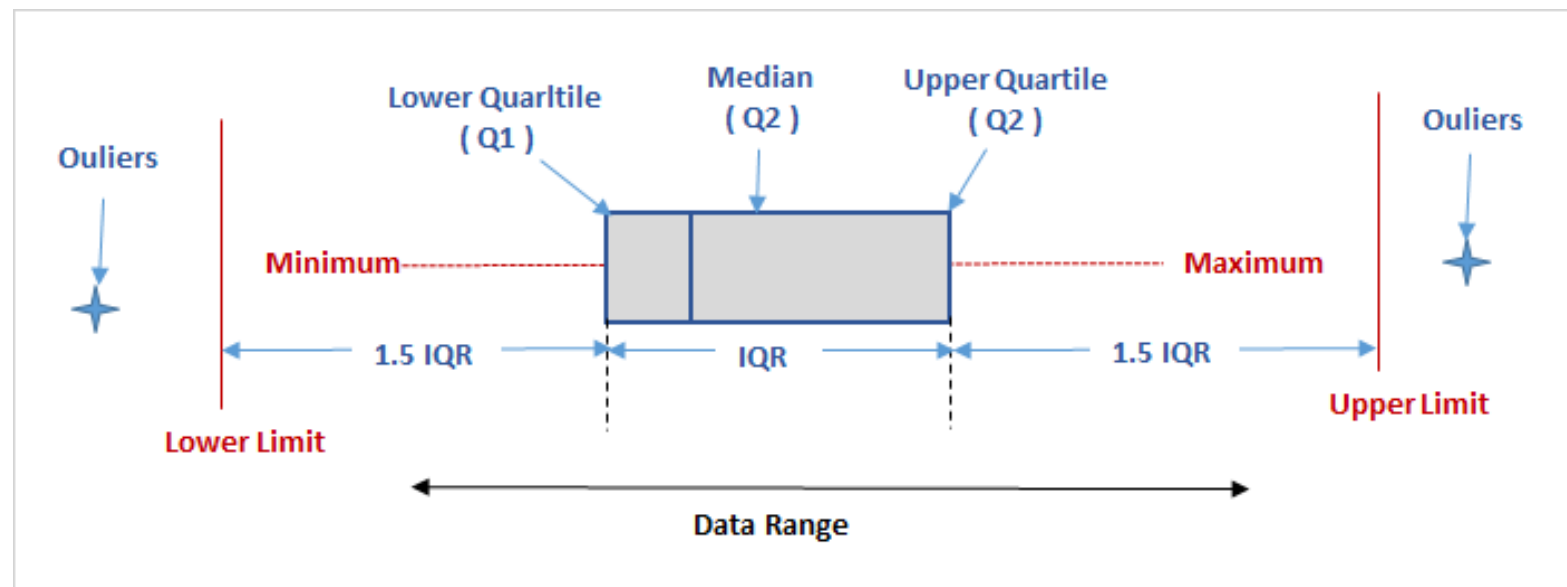 Median
( Q2 )
Upper Quartile
( Q2 )
Lower Quarltile
( Q1 )
Ouliers
Ouliers
Minimum
Maximum
1.5 IQR
IQR
1.5 IQR
Upper Limit
Lower Limit
Data Range